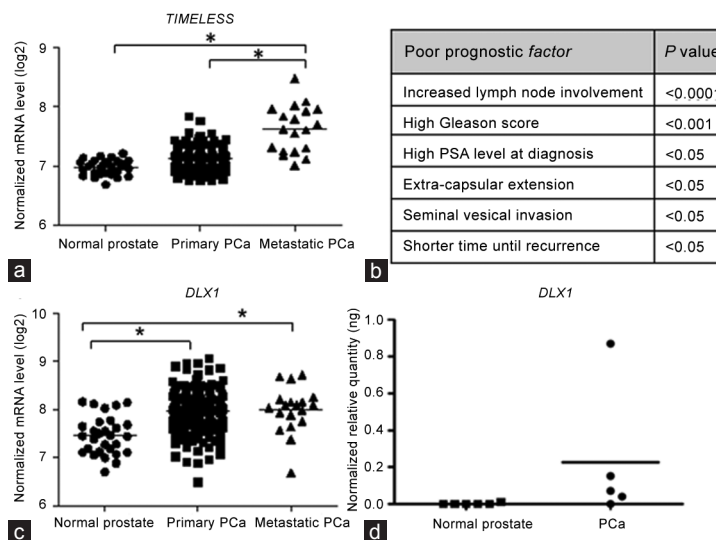 TIMELESS
Normalized mRNA level (log2)
9
8
7
6
*
*
Normal prostate Primary PCa Metastatic PCa
a
Poor prognostic factor P value
Increased lymph node involvement <0.0001
High Gleason score <0.001
High PSA level at diagnosis <0.05
Extra-capsular extension <0.05
Seminal vesical invasion <0.05
Shorter time until recurrence <0.05
b
DLX1
Normalized mRNA level (log2)
10
9
8
7
6
*
*
Normal prostate Primary PCa Metastatic PCa
c
DLX1
Normalized relative quantity (ng)
1.0
0.8
0.6
0.4
0.2
0.0
Normal prostate PCa
d